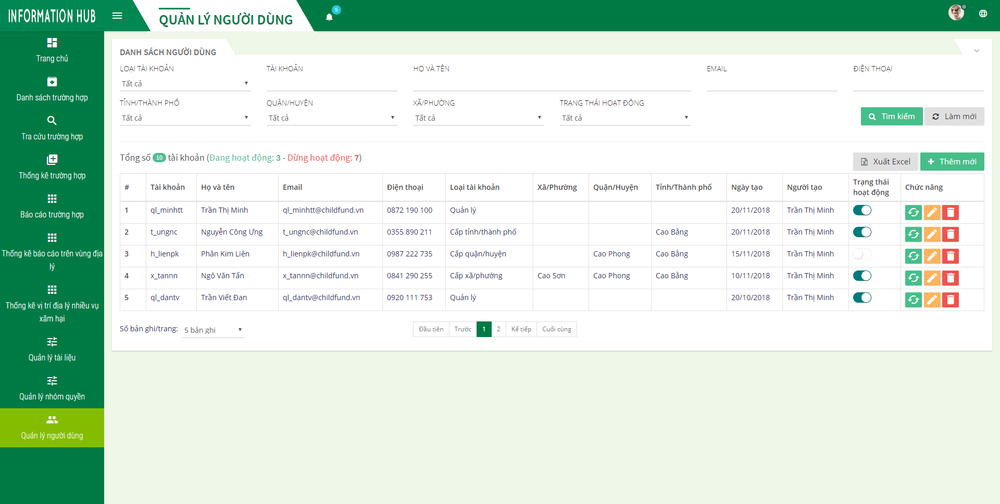 INFORMATION HUB
QUẢN LÝ NGƯỜI DÙNG
5
Trang chủ
Danh sách trường hợp
Tra cứu trường hợp
Thống kê trường hợp
Báo cáo trường hợp
Thống kê báo cáo trên vùng địa
lý
Thống kê vị trí địa lý nhiều vụ
xâm hại
Quản lý tài liệu
Quản lý nhóm quyền
Quản lý người dùng
DANH SÁCH NGƯỜI DÙNG
LOẠI TÀI KHOẢN TÀI KHOẢN HỌ VÀ TÊN EMAIL ĐIỆN THOẠI
Tất cả
TỈNH/THÀNH PHỐ QUẬN/HUYỆN XÃ/PHƯỜNG TRẠNG THÁI HOẠT ĐỘNG
Tất cả Tất cả Tất cả Tất cả Tìm kiếm Làm mới
Tổng số 10 tài khoản (Đang hoạt động: 3 - Dừng hoạt động: 7) Xuất Excel Thêm mới
# Tài khoản Họ và tên Email Điện thoại Loại tài khoản Xã/Phường Quận/Huyện Tỉnh/Thành phố Ngày tạo Người tạo Trạng thái hoạt động Chức năng
1 ql_minhtt Trần Thị Minh ql_minhtt@childfund.vn 0872 190 100 Quản lý 20/11/2018 Trần Thị Minh
2 t_ungnc Nguyễn Công Ưng t_ungnc@childfund.vn 0355 890 211 Cấp tỉnh/thành phố Cao Bằng 20/11/2018 Trần Thị Minh
3 h_lienpk Phân Kim Liên h_lienpk@childfund.vn 0987 222 735 Cấp quận/huyện Cao Phong Cao Bằng 15/11/2018 Trần Thị Minh
4 x_tannn Ngô Văn Tấn x_tannn@childfund.vn 0841 290 255 Cấp xã/phường Cao Sơn Cao Phong Cao Bằng 10/11/2018 Trần Thị Minh
5 ql_dantv Trần Viết Đan ql_dantv@childfund.vn 0920 111 753 Quản lý 20/10/2018 Trần Thị Minh
Số bản ghi/trang: 5 bản ghi Đầu tiên Trước 1 2 Kế tiếp Cuối cùng